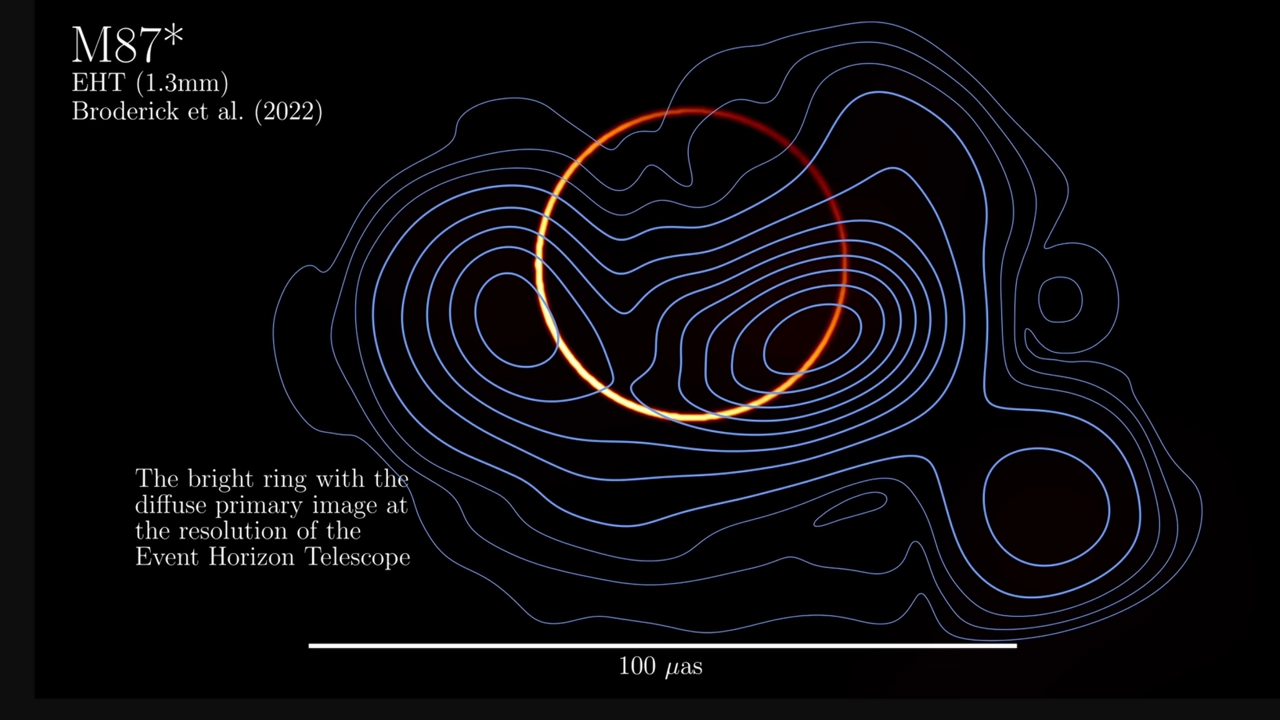 M87*
EHT (1.3mm)
Broderick et al. (2022)
The bright ring with the
diffuse primary image at
the resolution of the
Event Horizon Telescope
100 μas